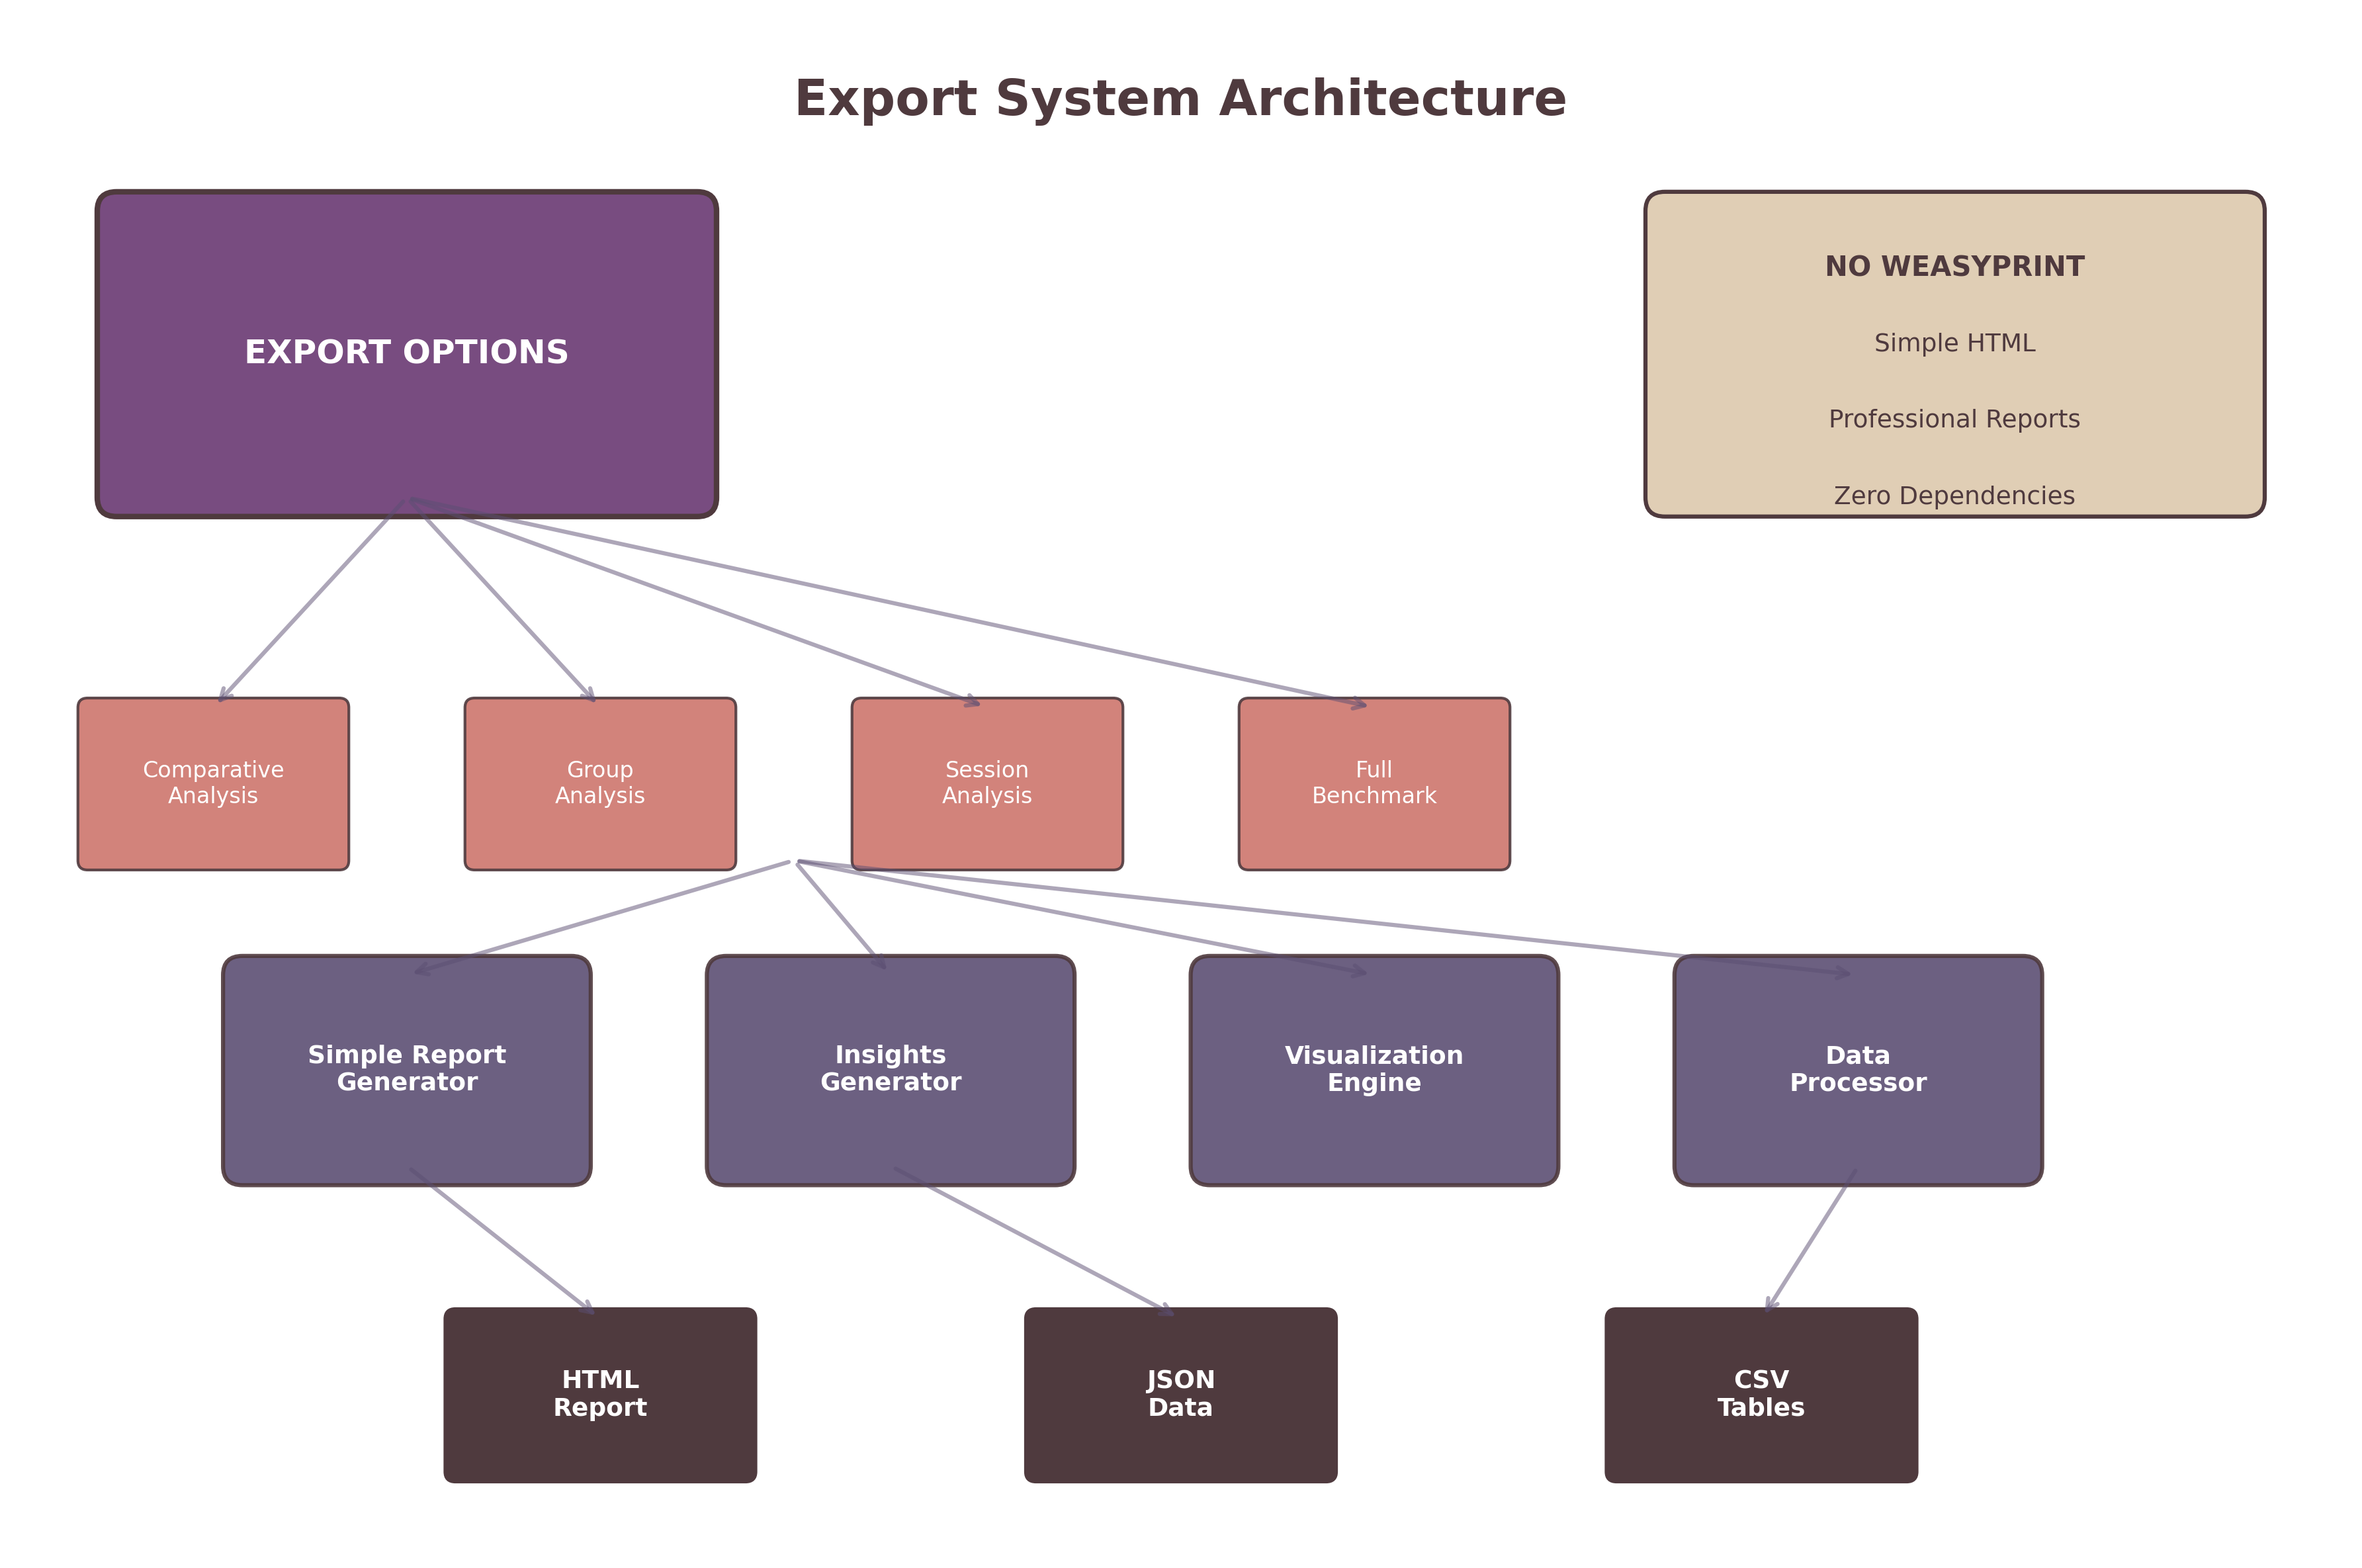 Export System Architecture
EXPORT OPTIONS
NO WEASYPRINT
Simple HTML
Professional Reports
Zero Dependencies
Comparative
Analysis
Group
Analysis
Session
Analysis
Full
Benchmark
Simple Report
Generator
Insights
Generator
Visualization
Engine
Data
Processor
HTML
Report
JSON
Data
CSV
Tables